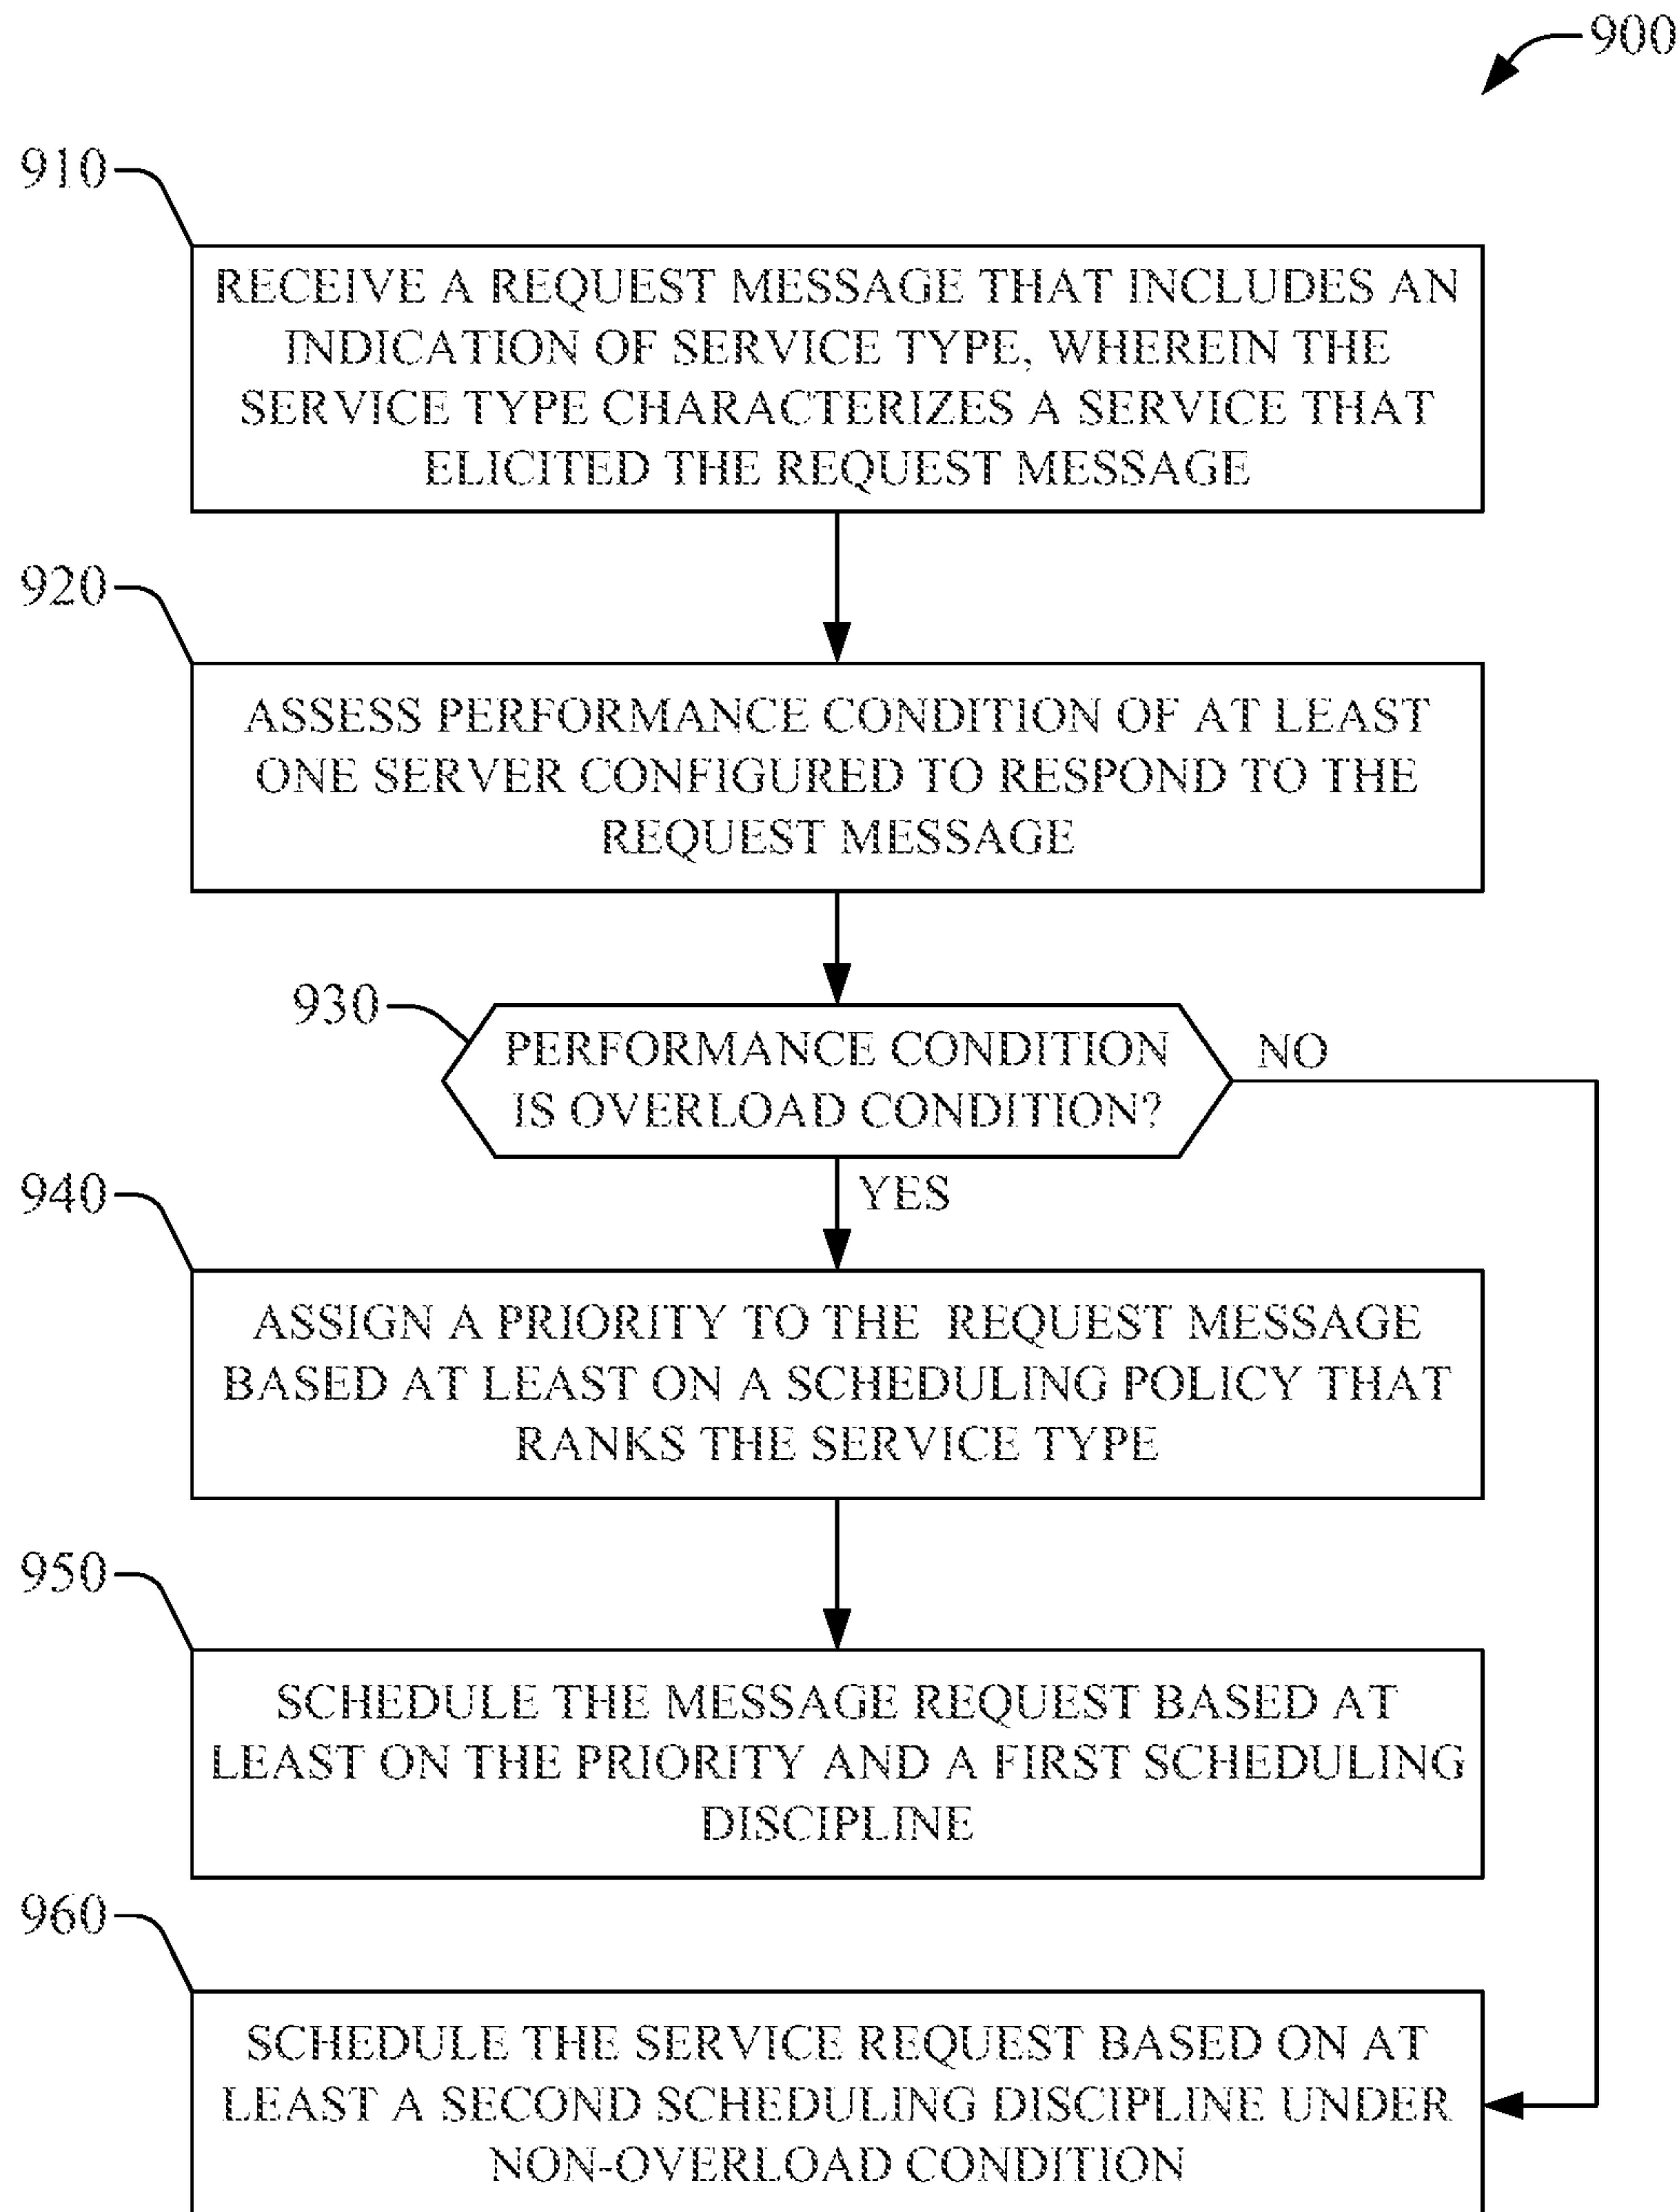 900
910
RECEIVE A REQUEST MESSAGE THAT INCLUDES AN
INDICATION OF SERVICE TYPE, WHEREIN THE
SERVICE TYPE CHARACTERIZES A SERVICE THAT
ELICITED THE REQUEST MESSAGE
920
ASSESS PERFORMANCE CONDITION OF AT LEAST
ONE SERVER CONFIGURED TO RESPOND TO THE
REQUEST MESSAGE
930
PERFORMANCE CONDITION
IS OVERLOAD CONDITION?
NO
YES
940
ASSIGN A PRIORITY TO THE REQUEST MESSAGE
BASED AT LEAST ON A SCHEDULING POLICY THAT
RANKS THE SERVICE TYPE
950
SCHEDULE THE MESSAGE REQUEST BASED AT
LEAST ON THE PRIORITY AND A FIRST SCHEDULING
DISCIPLINE
960
SCHEDULE THE SERVICE REQUEST BASED ON AT
LEAST A SECOND SCHEDULING DISCIPLINE UNDER
NON-OVERLOAD CONDITION